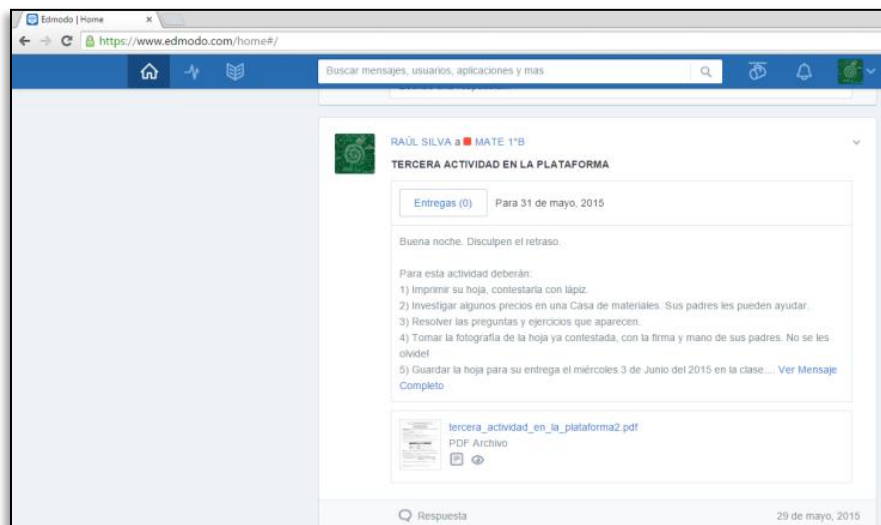 Edmodo | Home
https://www.edmodo.com/home#/
Buscar mensajes, usuarios, aplicaciones y mas
RAÚL SILVA a MATE 1°B
TERCERA ACTIVIDAD EN LA PLATAFORMA
Entregas (0) Para 31 de mayo, 2015
Buena noche. Disculpen el retraso.
Para esta actividad deberán:
1) Imprimir su hoja, contestarla con lápiz.
2) Investigar algunos precios en una Casa de materiales. Sus padres les pueden ayudar.
3) Resolver las preguntas y ejercicios que aparecen.
4) Tomar la fotografía de la hoja ya contestada, con la firma y mano de sus padres. No se les
olvide!
5) Guardar la hoja para su entrega el miércoles 3 de Junio del 2015 en la clase.... Ver Mensaje
Completo
tercera_actividad_en_la_plataforma2.pdf
PDF Archivo
Respuesta 29 de mayo, 2015